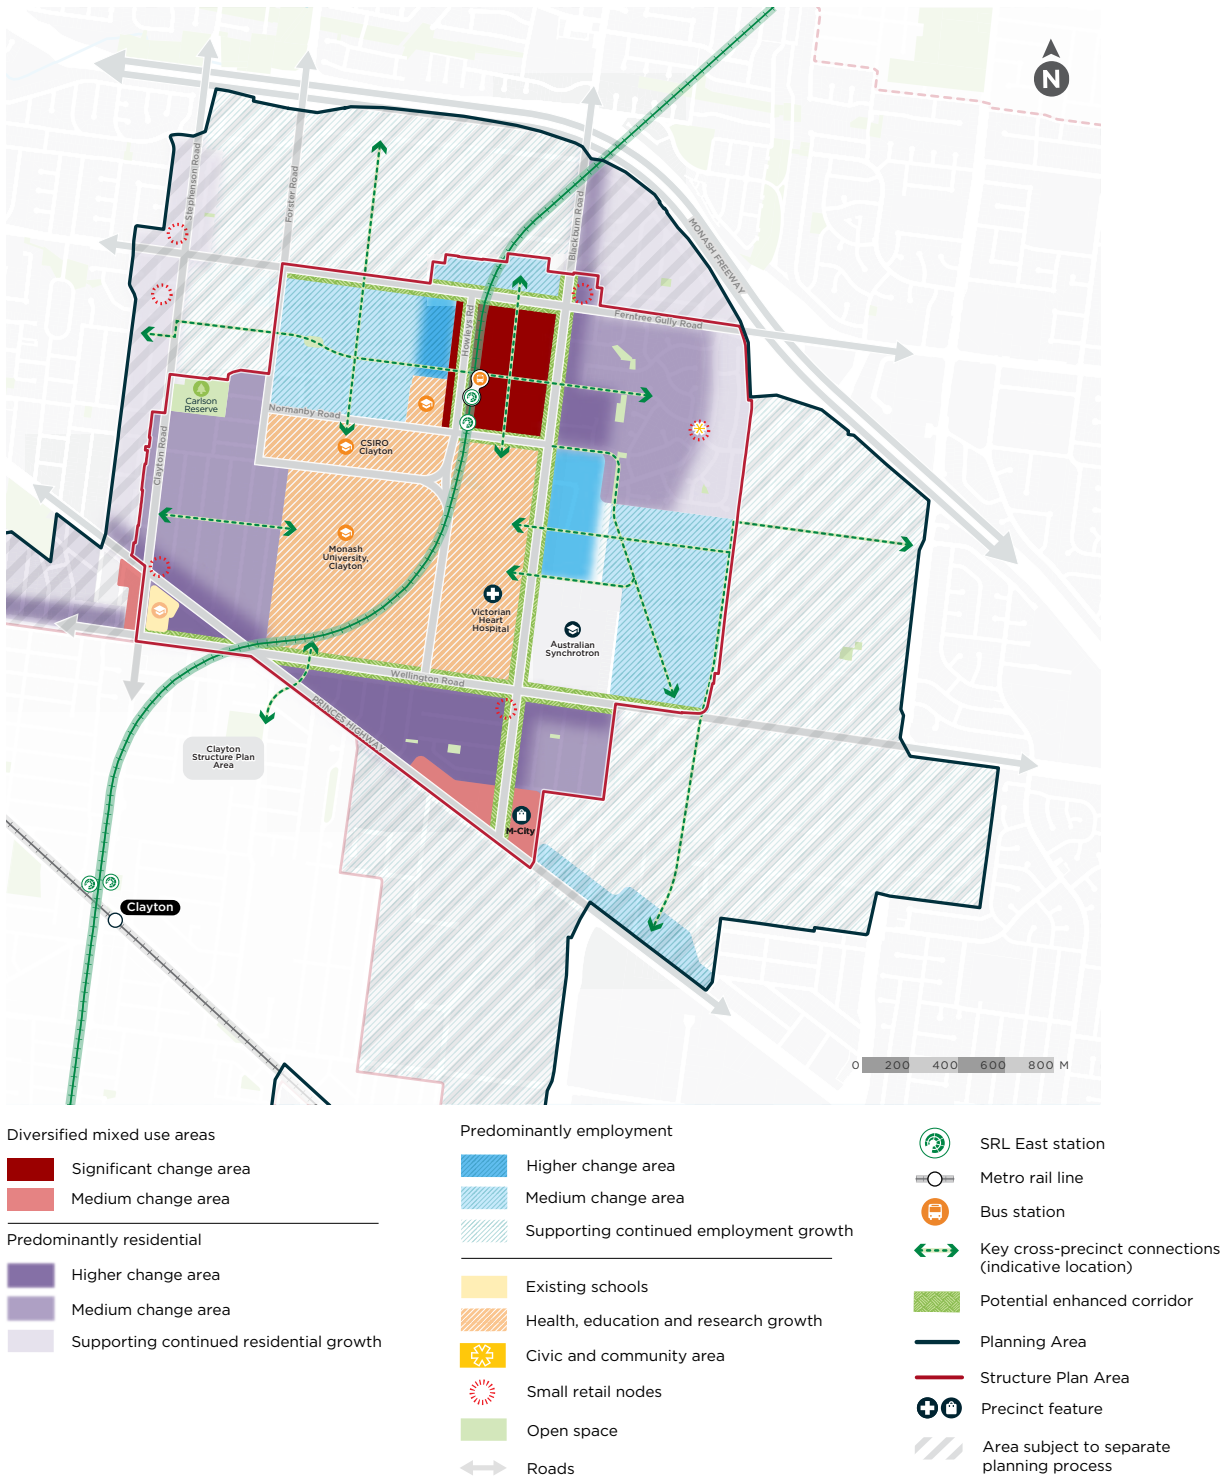 N
Stephenson Road
Forster Road
Blackburn Road
MONASH FREEWAY
Howleys Rd
Ferntree Gully Road
Carlson
Reserve
Normanby Road
CSIRO
Clayton
Clayton Road
Monash
University,
Clayton
Victorian
Heart
Hospital
Australian
Synchrotron
Wellington Road
PRINCES HIGHWAY
Clayton
Structure Plan
Area
M-City
Clayton
0 200 400 600 800 M
Diversified mixed use areas
Significant change area
Medium change area
Predominantly residential
Higher change area
Medium change area
Supporting continued residential growth
Predominantly employment
Higher change area
Medium change area
Supporting continued employment growth
Existing schools
Health, education and research growth
Civic and community area
Small retail nodes
Open space
Roads
SRL East station
Metro rail line
Bus station
Key cross-precinct connections
(indicative location)
Potential enhanced corridor
Planning Area
Structure Plan Area
Precinct feature
Area subject to separate
planning process